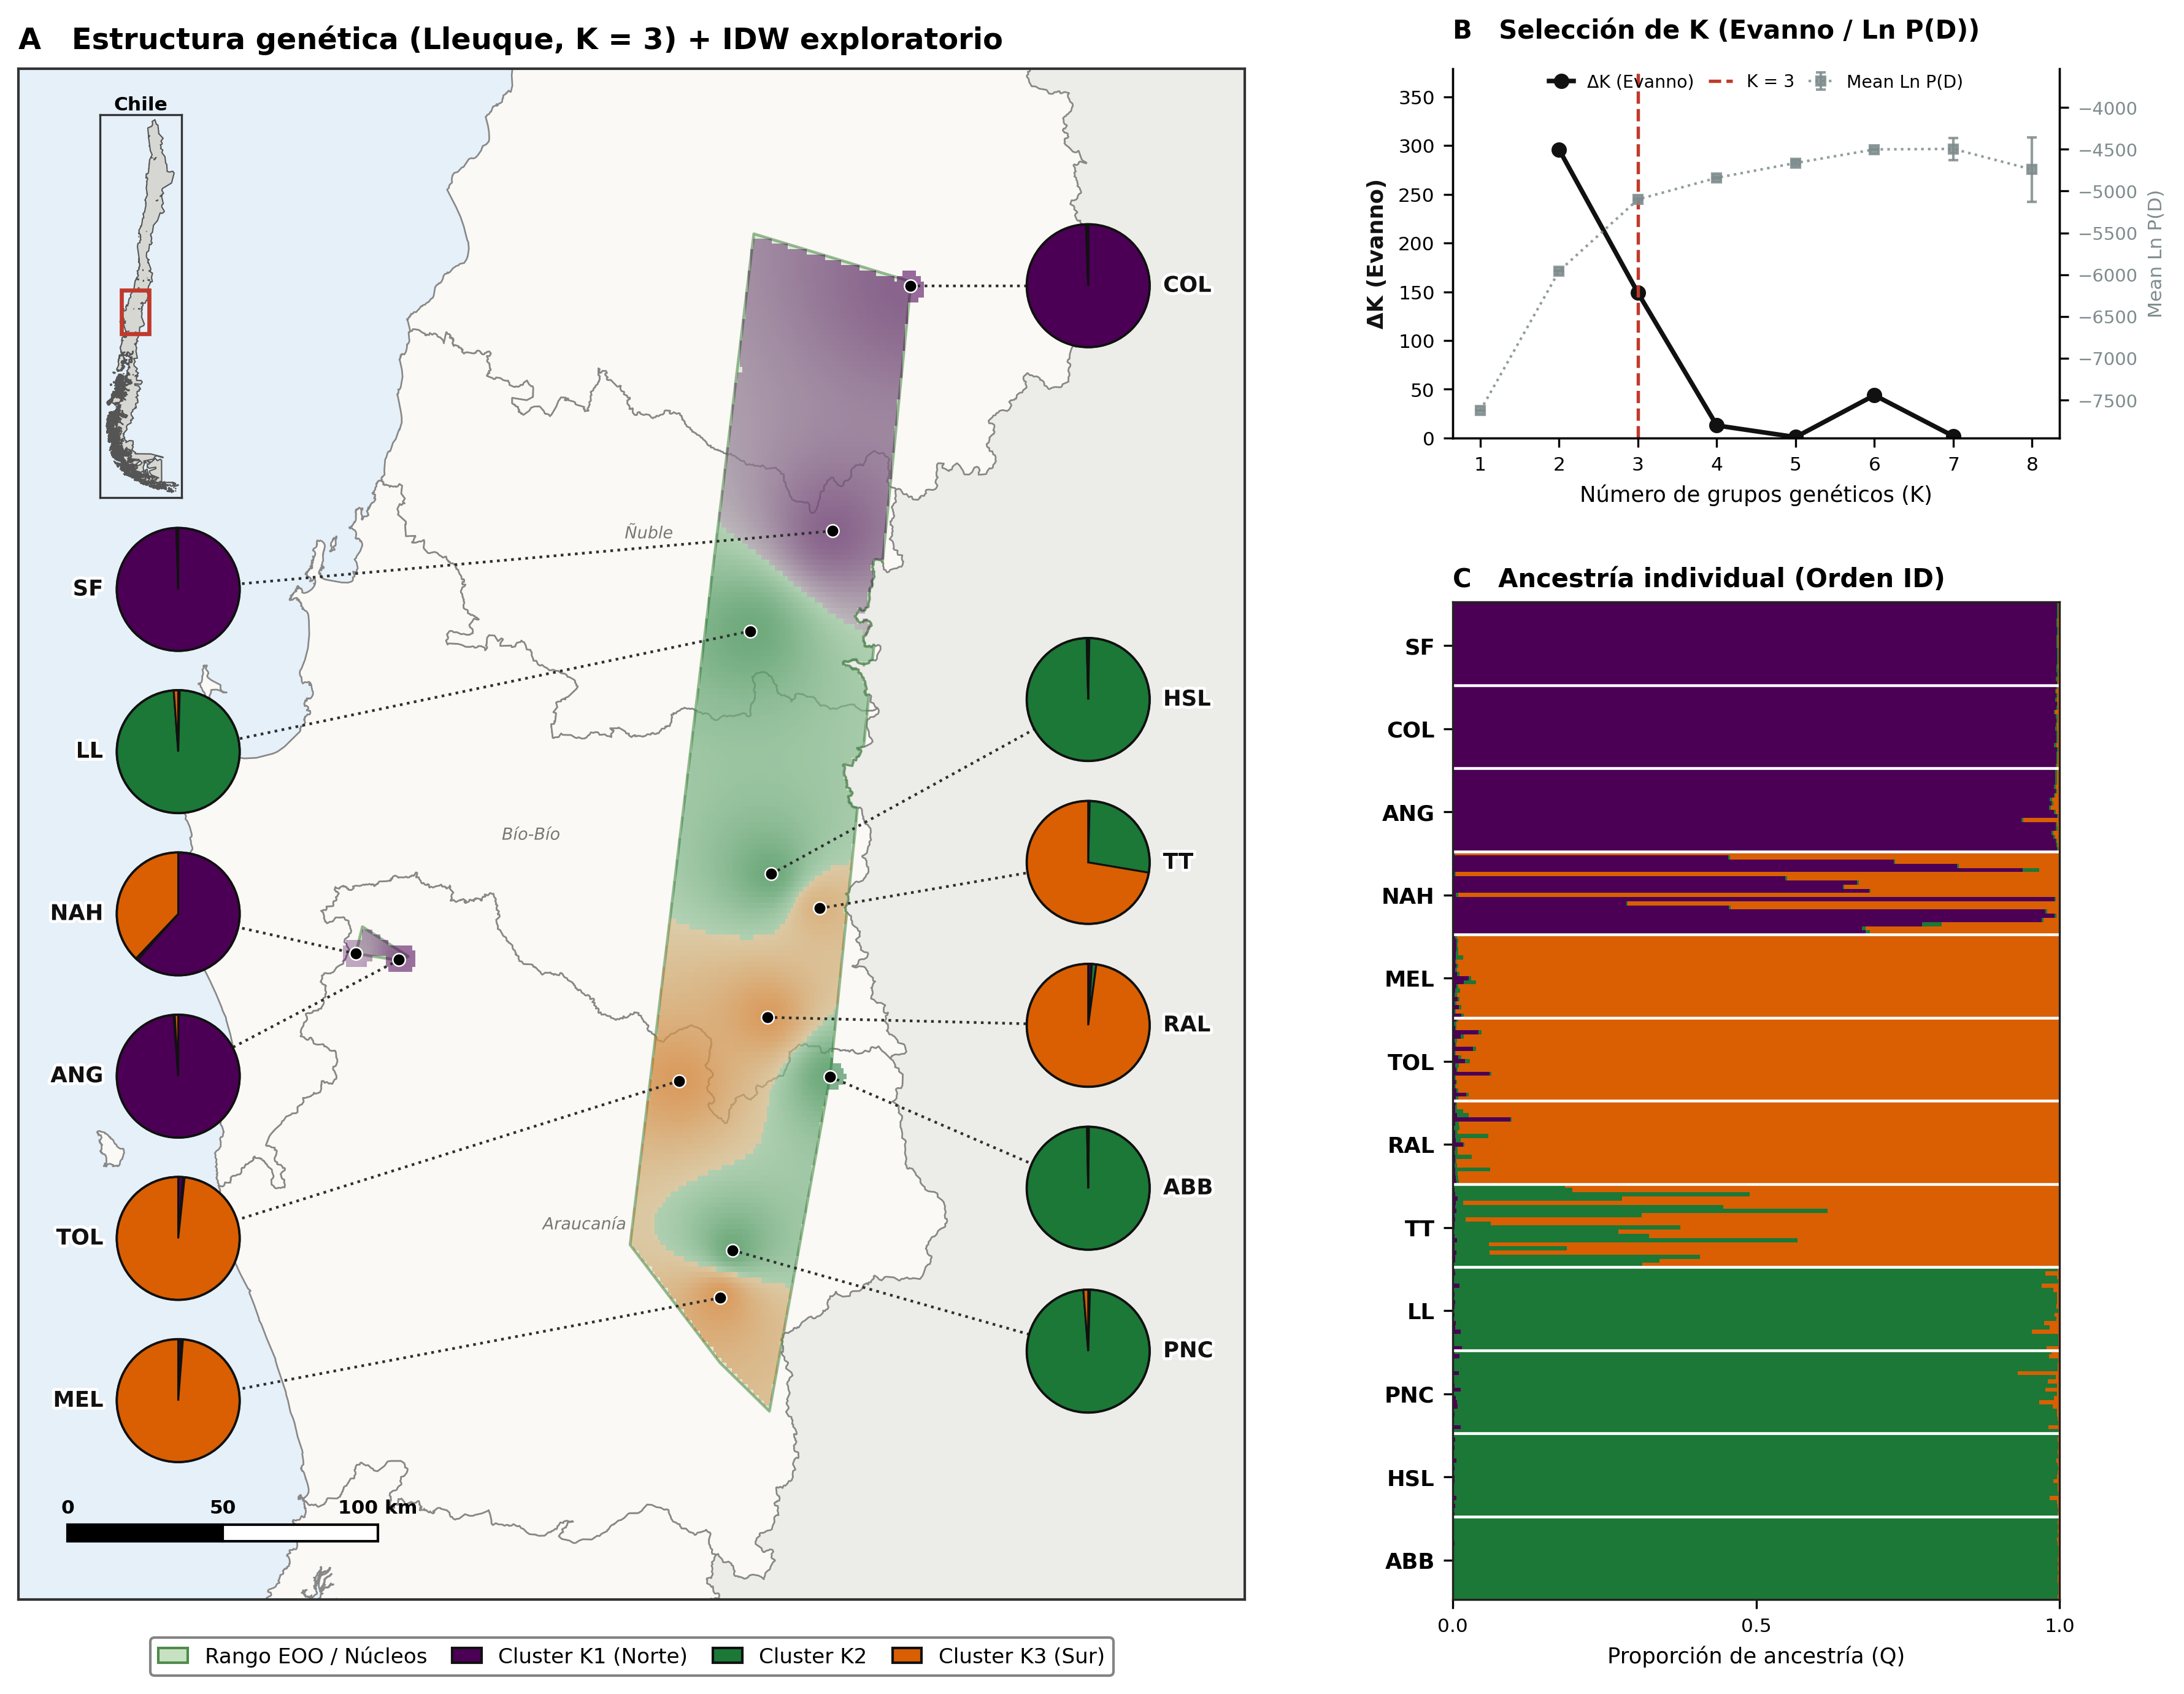 A Estructura genética (Lleuque, K = 3) + IDW exploratorio
Chile
COL
SF
Ñuble
LL
HSL
Bío-Bío
TT
NAH
RAL
ANG
ABB
TOL
Araucanía
PNC
MEL
0 50 100 km
Rango EOO / Núcleos Cluster K1 (Norte) Cluster K2 Cluster K3 (Sur)
B Selección de K (Evanno / Ln P(D))
ΔK (Evanno) K = 3 Mean Ln P(D)
350
300
250
200
150
100
50
0
ΔK (Evanno)
−4000
−4500
−5000
−5500
−6000
−6500
−7000
−7500
Mean Ln P(D)
1 2 3 4 5 6 7 8
Número de grupos genéticos (K)
C Ancestría individual (Orden ID)
SF
COL
ANG
NAH
MEL
TOL
RAL
TT
LL
PNC
HSL
ABB
0.0 0.5 1.0
Proporción de ancestría (Q)